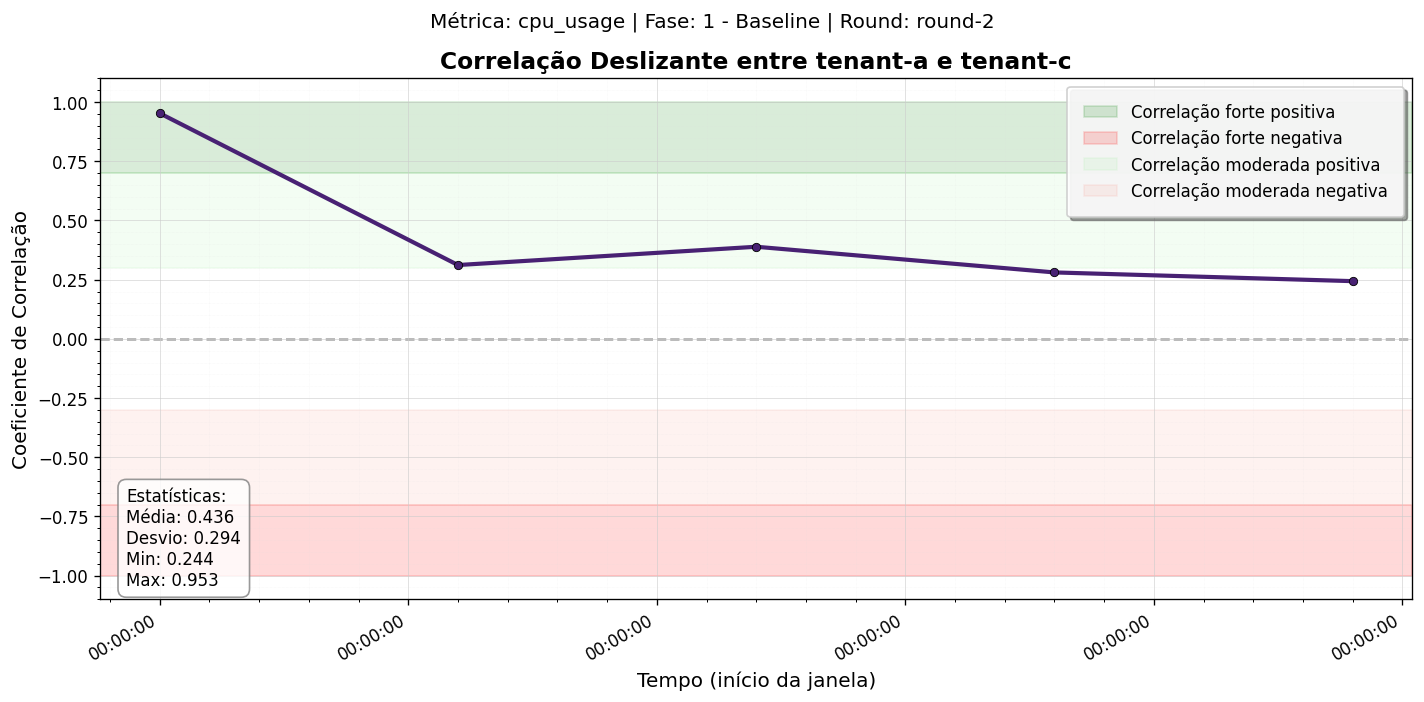 Métrica: cpu_usage | Fase: 1 - Baseline | Round: round-2
Correlação Deslizante entre tenant-a e tenant-c
Coeficiente de Correlação
1.00
0.75
0.50
0.25
0.00
−0.25
−0.50
−0.75
−1.00
Correlação forte positiva
Correlação forte negativa
Correlação moderada positiva
Correlação moderada negativa
Estatísticas:
Média: 0.436
Desvio: 0.294
Min: 0.244
Max: 0.953
00:00:00 00:00:00 00:00:00 00:00:00 00:00:00 00:00:00
Tempo (início da janela)